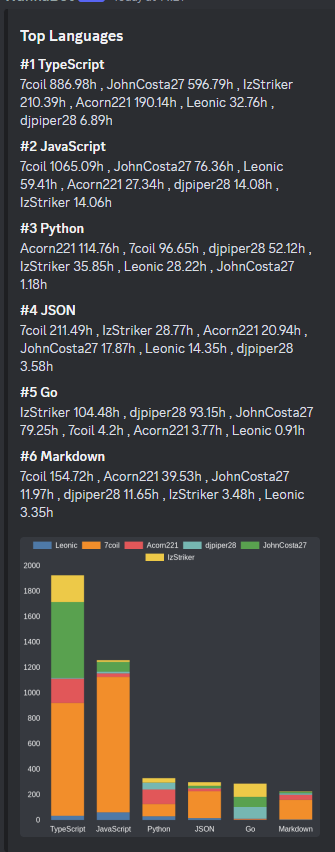 Top Languages
#1 TypeScript
7coil 886.98h , JohnCosta27 596.79h , IzStriker
210.39h , Acorn221 190.14h , Leonic 32.76h ,
djpiper28 6.89h
#2 JavaScript
7coil 1065.09h , JohnCosta27 76.36h , Leonic
59.41h , Acorn221 27.34h , djpiper28 14.08h ,
IzStriker 14.06h
#3 Python
Acorn221 114.76h , 7coil 96.65h , djpiper28 52.12h ,
IzStriker 35.85h , Leonic 28.22h , JohnCosta27
1.18h
#4 JSON
7coil 211.49h , IzStriker 28.77h , Acorn221 20.94h ,
JohnCosta27 17.87h , Leonic 14.35h , djpiper28
3.58h
#5 Go
IzStriker 104.48h , djpiper28 93.15h , JohnCosta27
79.25h , 7coil 4.2h , Acorn221 3.77h , Leonic 0.91h
#6 Markdown
7coil 154.72h , Acorn221 39.53h , JohnCosta27
11.97h , djpiper28 11.65h , IzStriker 3.48h , Leonic
3.35h
Leonic 7coil Acorn221 djpiper28 JohnCosta27
IzStriker
2000
1800
1600
1400
1200
1000
800
600
400
200
0
TypeScript JavaScript Python JSON Go Markdown